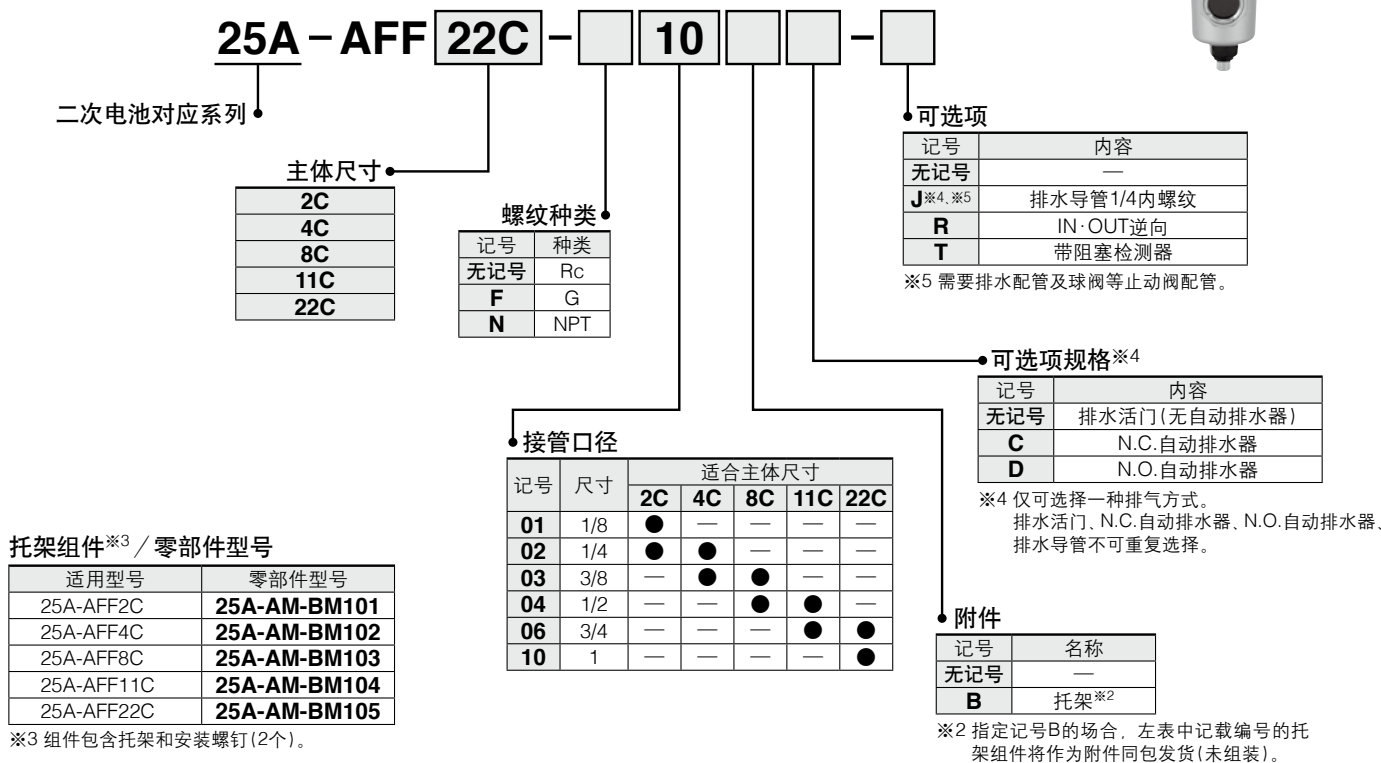 25A-AFF 22C - 10 -
二次电池对应系列
主体尺寸
2C
4C
8C
11C
22C
螺纹种类
记号 种类
无记号 Rc
F G
N NPT
可选项
记号 内容
无记号 —
J※4、※5 排水导管1/4内螺纹
R IN·OUT逆向
T 带阻塞检测器
※5 需要排水配管及球阀等止动阀配管。
可选项规格※4
记号 内容
无记号 排水活门(无自动排水器)
C N.C.自动排水器
D N.O.自动排水器
※4 仅可选择一种排气方式。
排水活门、N.C.自动排水器、N.O.自动排水器、
排水导管不可重复选择。
接管口径
记号 尺寸 适合主体尺寸
2C 4C 8C 11C 22C
01 1/8 ● — — — —
02 1/4 ● ● — — —
03 3/8 — ● ● — —
04 1/2 — — ● ● —
06 3/4 — — — ● ●
10 1 — — — — ●
附件
记号 名称
无记号 —
B 托架※2
※2 指定记号B的场合，左表中记载编号的托
架组件将作为附件同包发货(未组装)。
托架组件※3／零部件型号
适用型号 零部件型号
25A-AFF2C 25A-AM-BM101
25A-AFF4C 25A-AM-BM102
25A-AFF8C 25A-AM-BM103
25A-AFF11C 25A-AM-BM104
25A-AFF22C 25A-AM-BM105
※3 组件包含托架和安装螺钉(2个)。